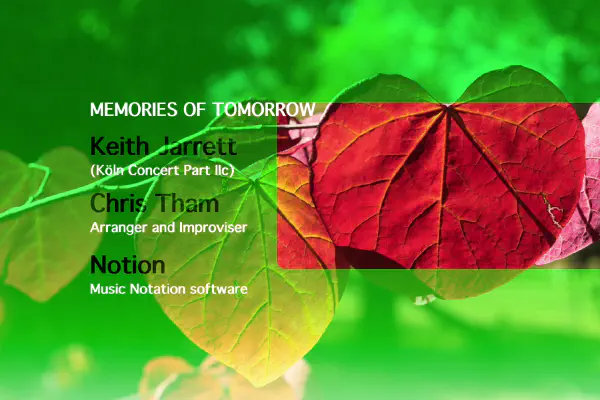 MEMORIES OF TOMORROW
Keith Jarrett
(Köln Concert Part IIc)
Chris Tham
Arranger and Improviser
Notion
Music Notation software